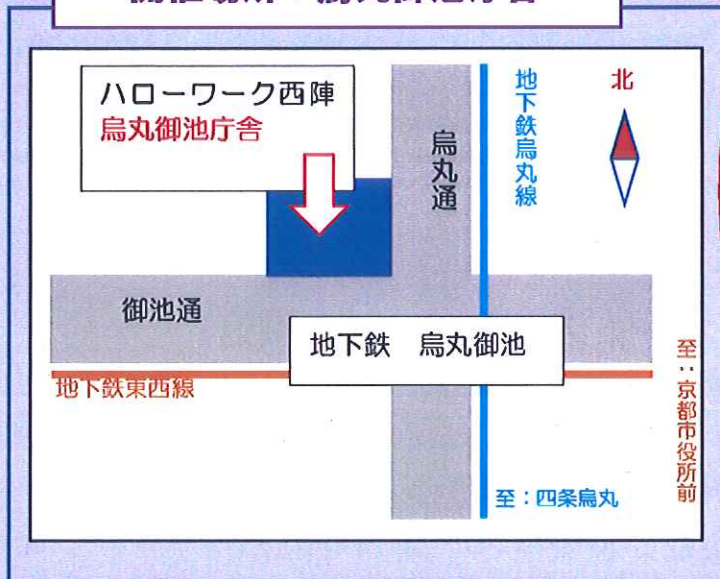 ハローワーク西陣
烏丸御池庁舎
烏丸通
地下鉄烏丸線
北
御池通
地下鉄　烏丸御池
地下鉄東西線
至：京都市役所前
至：四条烏丸